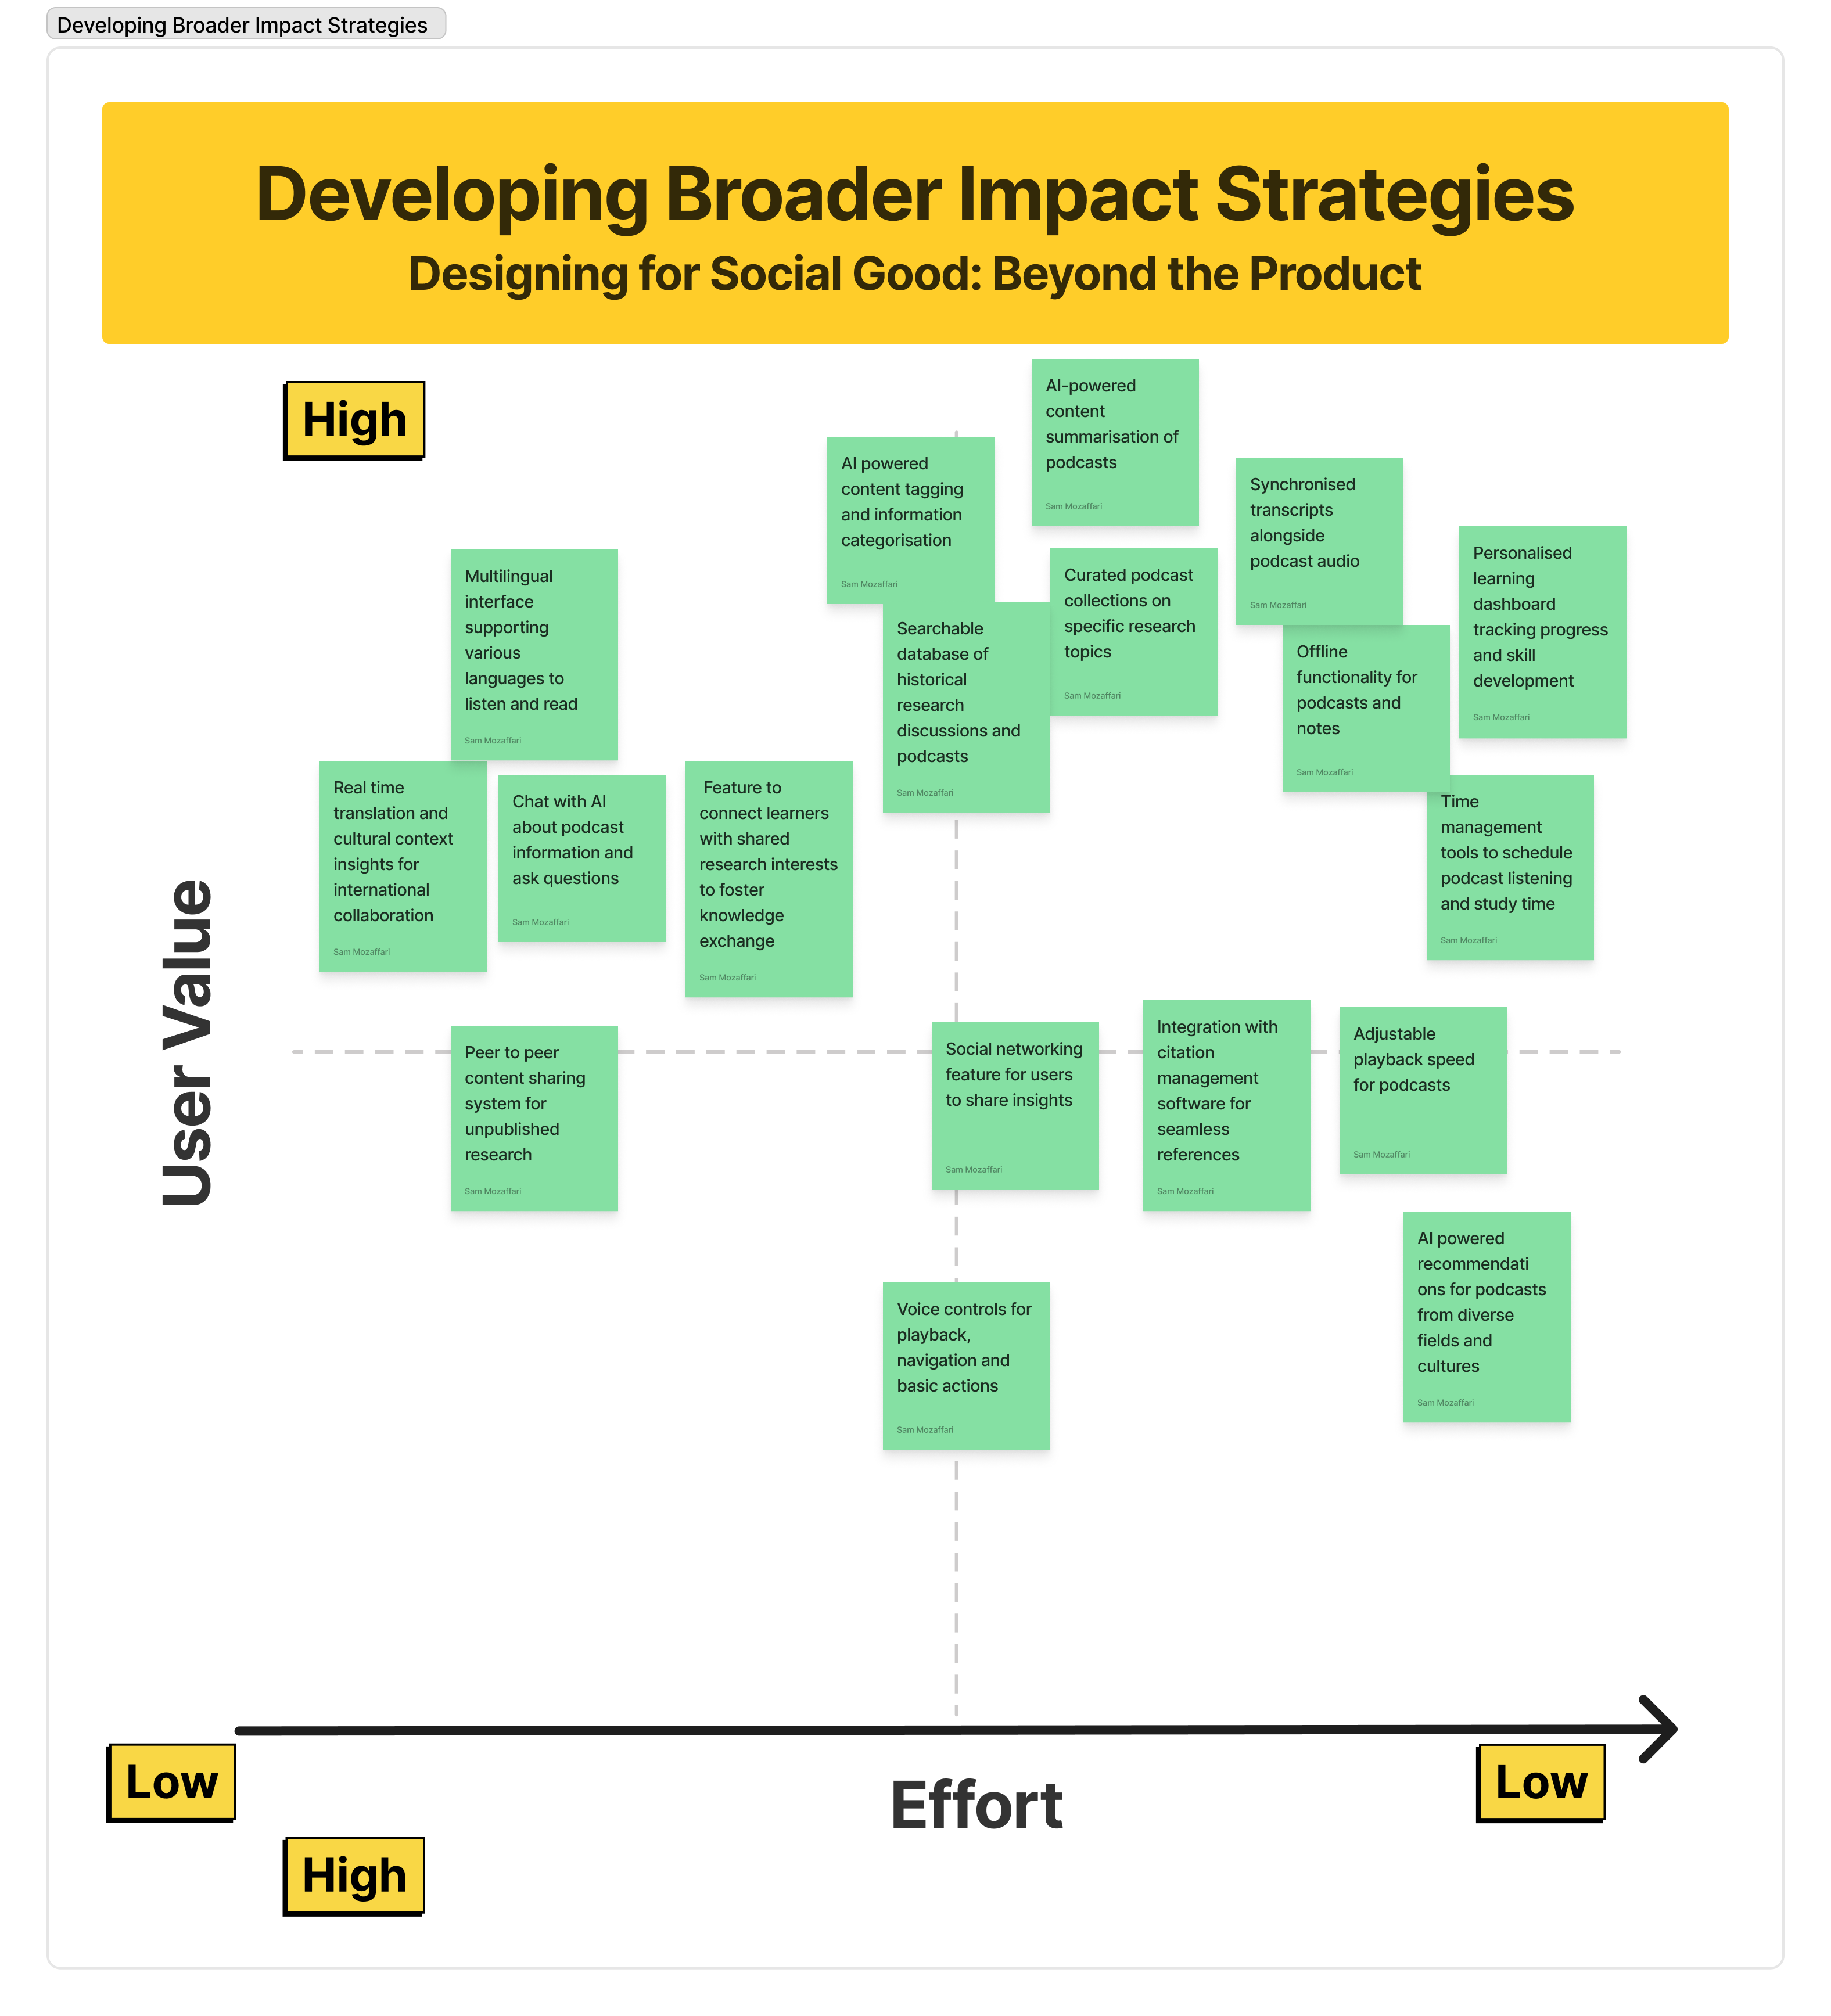 Developing Broader Impact Strategies
Developing Broader Impact Strategies
Designing for Social Good: Beyond the Product
High
AI-powered
content
summarisation of
podcasts
Sam Mozaffari
AI powered
content tagging
and information
categorisation
Sam Mozaffari
Synchronised
transcripts
alongside
podcast audio
Sam Mozaffari
Personalised
learning
dashboard
tracking progress
and skill
development
Sam Mozaffari
Multilingual
interface
supporting
various
languages to
listen and read
Sam Mozaffari
Curated podcast
collections on
specific research
topics
Sam Mozaffari
Searchable
database of
historical
research
discussions and
podcasts
Sam Mozaffari
Offline
functionality for
podcasts and
notes
Sam Mozaffari
Real time
translation and
cultural context
insights for
international
collaboration
Sam Mozaffari
Chat with AI
about podcast
information and
ask questions
Sam Mozaffari
Feature to
connect learners
with shared
research interests
to foster
knowledge
exchange
Sam Mozaffari
Time
management
tools to schedule
podcast listening
and study time
Sam Mozaffari
User Value
Peer to peer
content sharing
system for
unpublished
research
Sam Mozaffari
Social networking
feature for users
to share insights
Sam Mozaffari
Integration with
citation
management
software for
seamless
references
Sam Mozaffari
Adjustable
playback speed
for podcasts
Sam Mozaffari
AI powered
recommendati
ons for podcasts
from diverse
fields and
cultures
Sam Mozaffari
Voice controls for
playback,
navigation and
basic actions
Sam Mozaffari
Low
Effort
Low
High